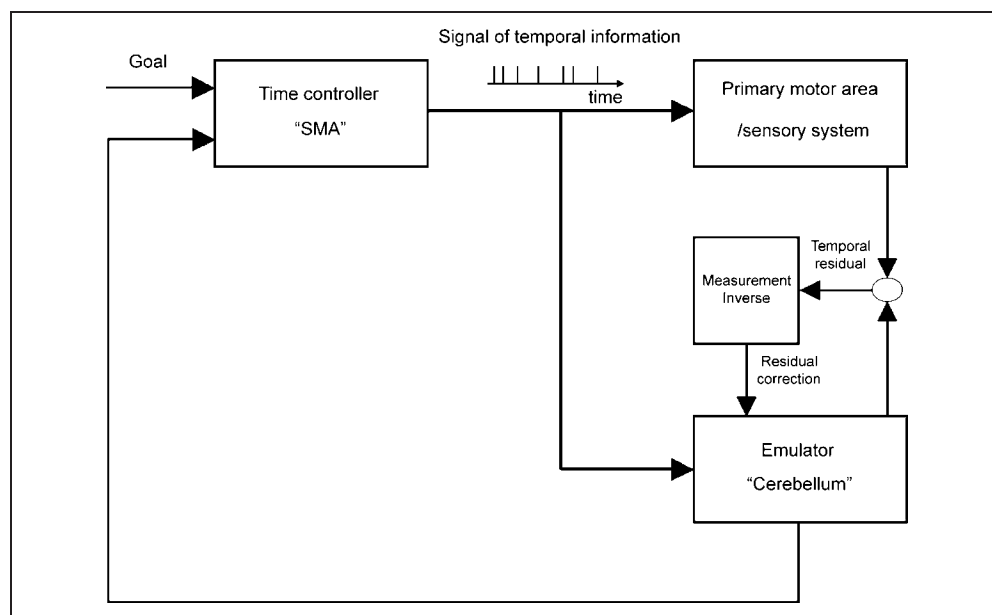 Goal
Time controller
“SMA”
Signal of temporal information
time
Primary motor area
/sensory system
Temporal
residual
Measurement
Inverse
Residual
correction
Emulator
“Cerebellum”